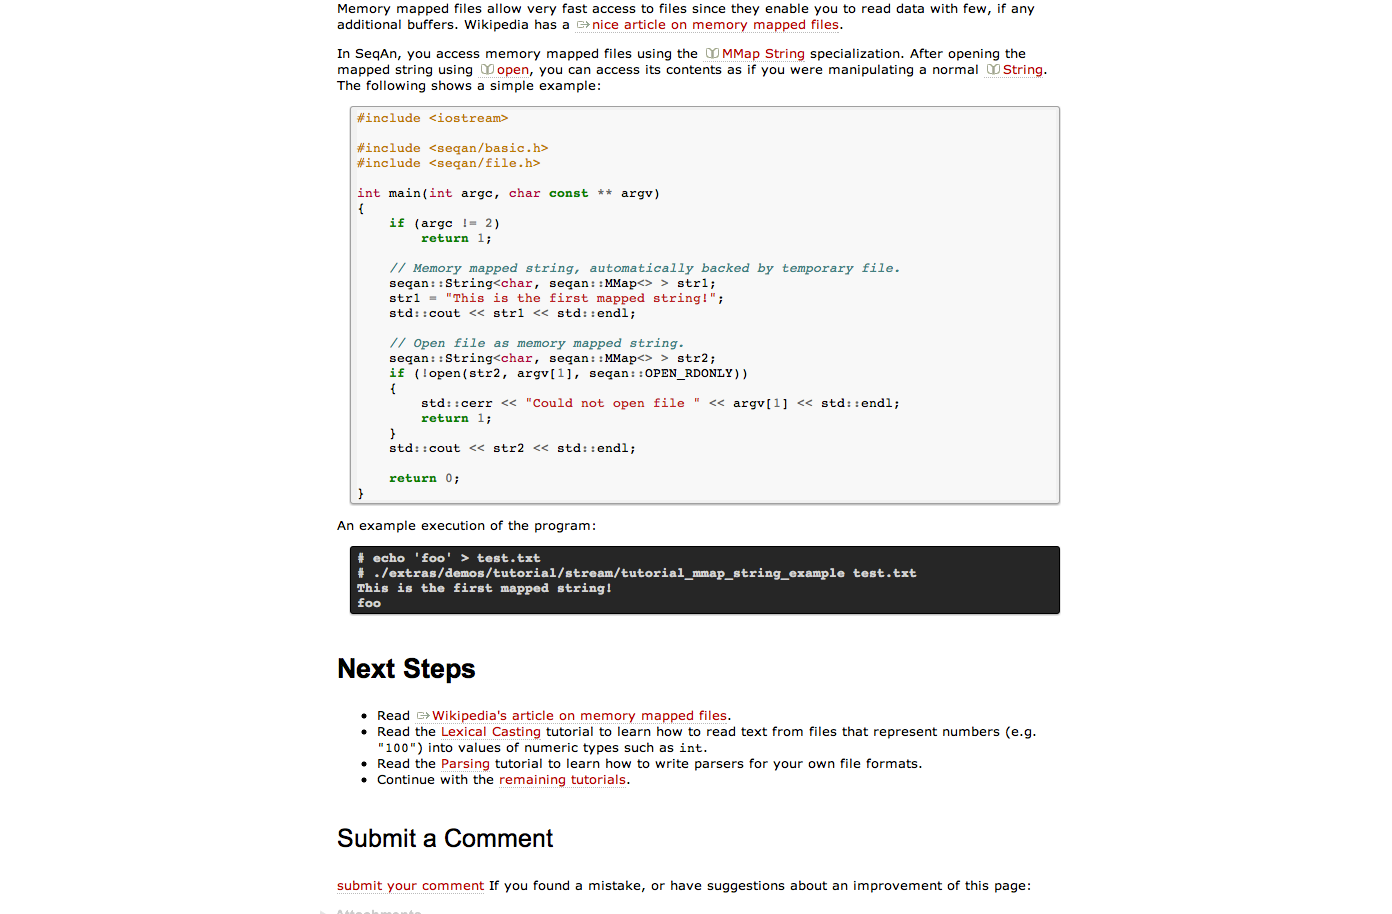 Memory mapped files allow very fast access to files since they enable you to read data with few, if any
additional buffers. Wikipedia has a nice article on memory mapped files.
In SeqAn, you access memory mapped files using the MMap String specialization. After opening the
mapped string using open, you can access its contents as if you were manipulating a normal String.
The following shows a simple example:
#include <iostream>
#include <seqan/basic.h>
#include <seqan/file.h>
int main(int argc, char const ** argv)
{
    if (argc != 2)
        return 1;
    // Memory mapped string, automatically backed by temporary file.
    seqan::String<char, seqan::MMap<> > str1;
    str1 = "This is the first mapped string!";
    std::cout << str1 << std::endl;
    // Open file as memory mapped string.
    seqan::String<char, seqan::MMap<> > str2;
    if (!open(str2, argv[1], seqan::OPEN_RDONLY))
    {
        std::cerr << "Could not open file " << argv[1] << std::endl;
        return 1;
    }
    std::cout << str2 << std::endl;
    return 0;
}
An example execution of the program:
# echo 'foo' > test.txt
# ./extras/demos/tutorial/stream/tutorial_mmap_string_example test.txt
This is the first mapped string!
foo
Next Steps
• Read Wikipedia's article on memory mapped files.
• Read the Lexical Casting tutorial to learn how to read text from files that represent numbers (e.g.
"100") into values of numeric types such as int.
• Read the Parsing tutorial to learn how to write parsers for your own file formats.
• Continue with the remaining tutorials.
Submit a Comment
submit your comment If you found a mistake, or have suggestions about an improvement of this page:
Attachments